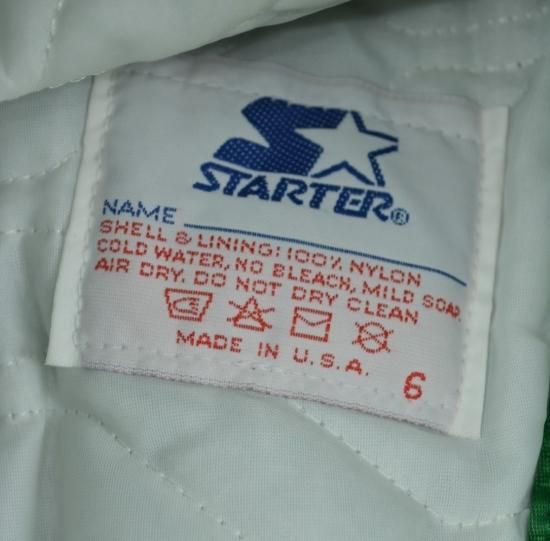 STARTER®
NAME
SHELL & LINING: 100% NYLON
COLD WATER, NO BLEACH, MILD SOAP,
AIR DRY. DO NOT DRY CLEAN
MADE IN U.S.A.
6